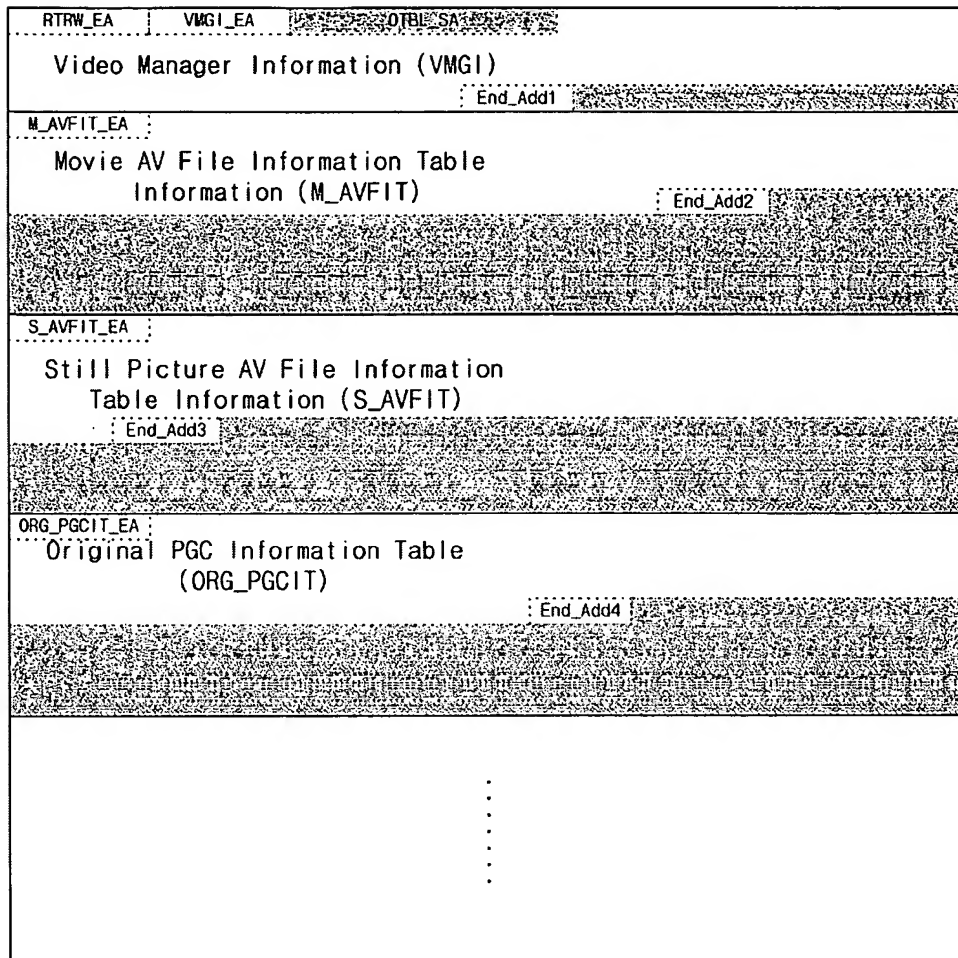 RTRW_EA VMGI_EA OTBL_SA
Video Manager Information (VMGI)
End_Add1
M_AVFIT_EA
Movie AV File Information Table
Information (M_AVFIT)
End_Add2
S_AVFIT_EA
Still Picture AV File Information
Table Information (S_AVFIT)
End_Add3
ORG_PGCIT_EA
Original PGC Information Table
(ORG_PGCIT)
End_Add4